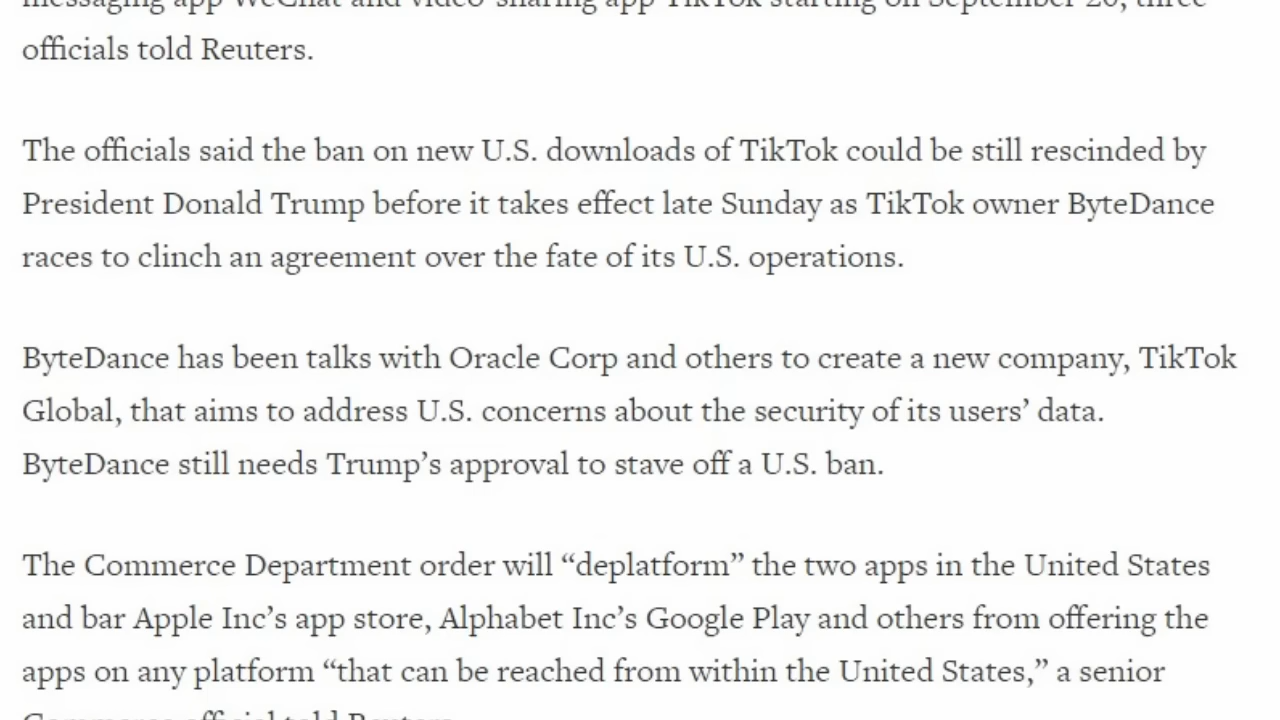 messaging app WeChat and video-sharing app TikTok starting on September 20, three
officials told Reuters.
The officials said the ban on new U.S. downloads of TikTok could be still rescinded by
President Donald Trump before it takes effect late Sunday as TikTok owner ByteDance
races to clinch an agreement over the fate of its U.S. operations.
ByteDance has been talks with Oracle Corp and others to create a new company, TikTok
Global, that aims to address U.S. concerns about the security of its users’ data.
ByteDance still needs Trump’s approval to stave off a U.S. ban.
The Commerce Department order will “deplatform” the two apps in the United States
and bar Apple Inc’s app store, Alphabet Inc’s Google Play and others from offering the
apps on any platform “that can be reached from within the United States,” a senior
Commerce official told Reuters.